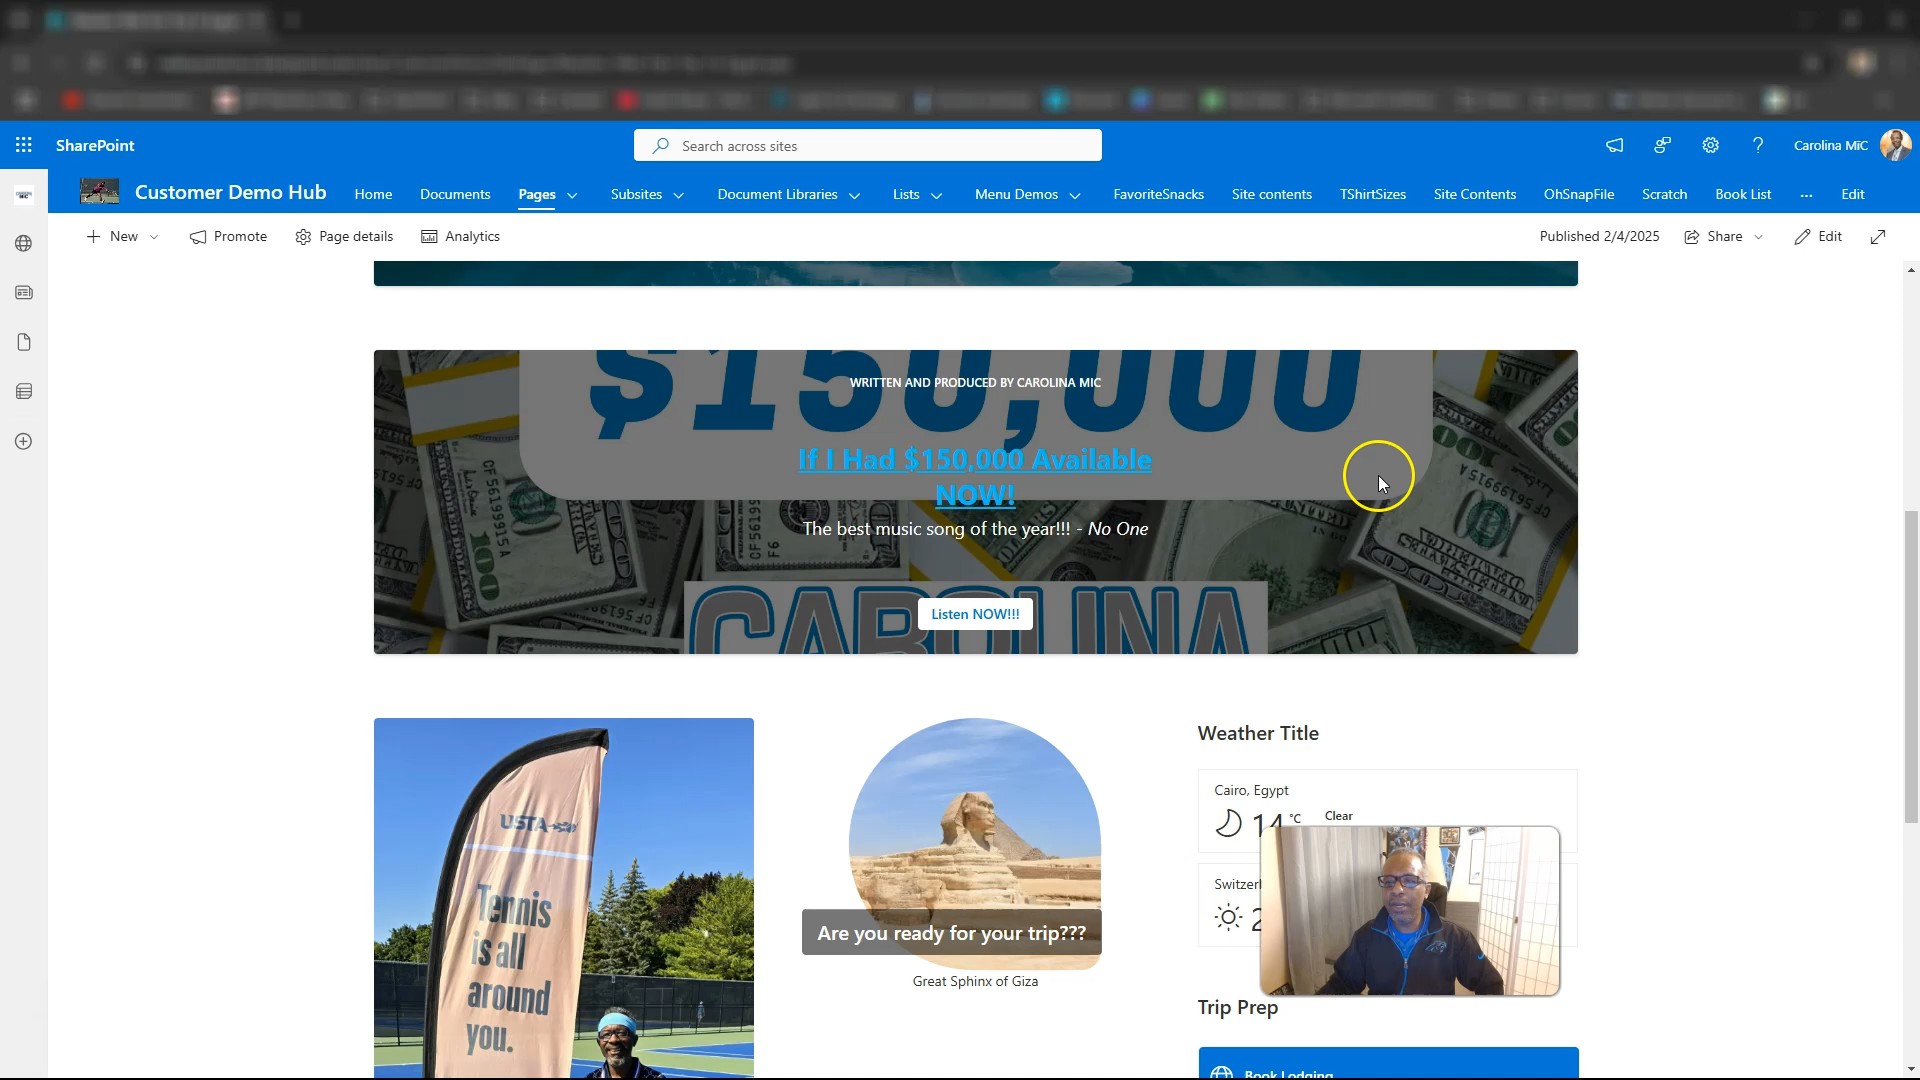 SharePoint
Search across sites
Carolina MiC
Customer Demo Hub
Home
Documents
Pages
Subsites
Document Libraries
Lists
Menu Demos
FavoriteSnacks
Site contents
TShirtSizes
Site Contents
OhSnapFile
Scratch
Book List
...
Edit
New
Promote
Page details
Analytics
Published 2/4/2025
Share
Edit
$150,000
WRITTEN AND PRODUCED BY CAROLINA MIC
If I Had $150,000 Available
NOW!
The best music song of the year!!! - No One
CAROLINA
Listen NOW!!!
USTA
Tennis
is all
around
you.
Are you ready for your trip???
Great Sphinx of Giza
Weather Title
Cairo, Egypt
14 °C
Clear
Trip Prep
Book Lodging